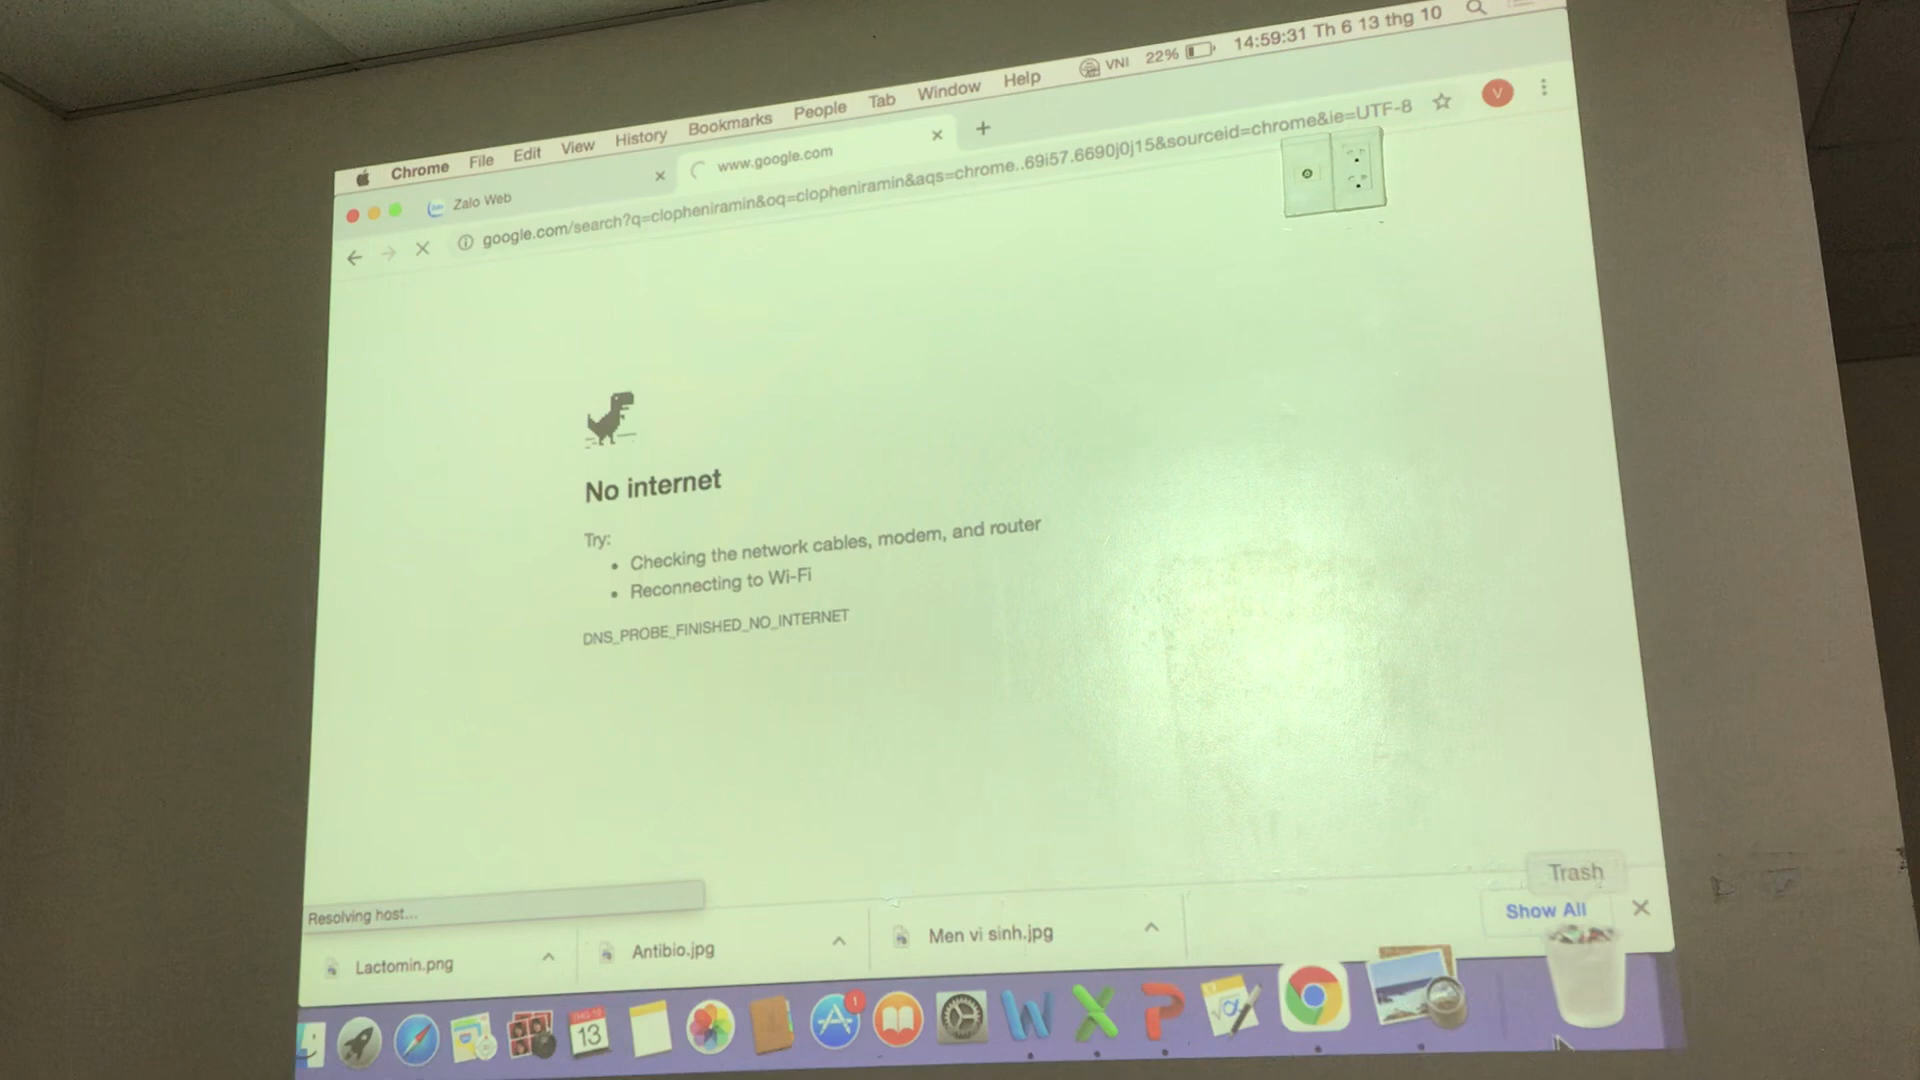 Chrome File Edit View History Bookmarks People Tab Window Help VNI 22% 14:59:31 Th 6 13 thg 10
Zalo Web
www.google.com
google.com/search?q=clopheniramin&oq=clopheniramin&aqs=chrome..69i57.6690j0j15&sourceid=chrome&ie=UTF-8
V
No internet
Try:
Checking the network cables, modem, and router
Reconnecting to Wi-Fi
DNS_PROBE_FINISHED_NO_INTERNET
Trash
Resolving host...
Lactomin.png
Antibio.jpg
Men vi sinh.jpg
Show All
13
1